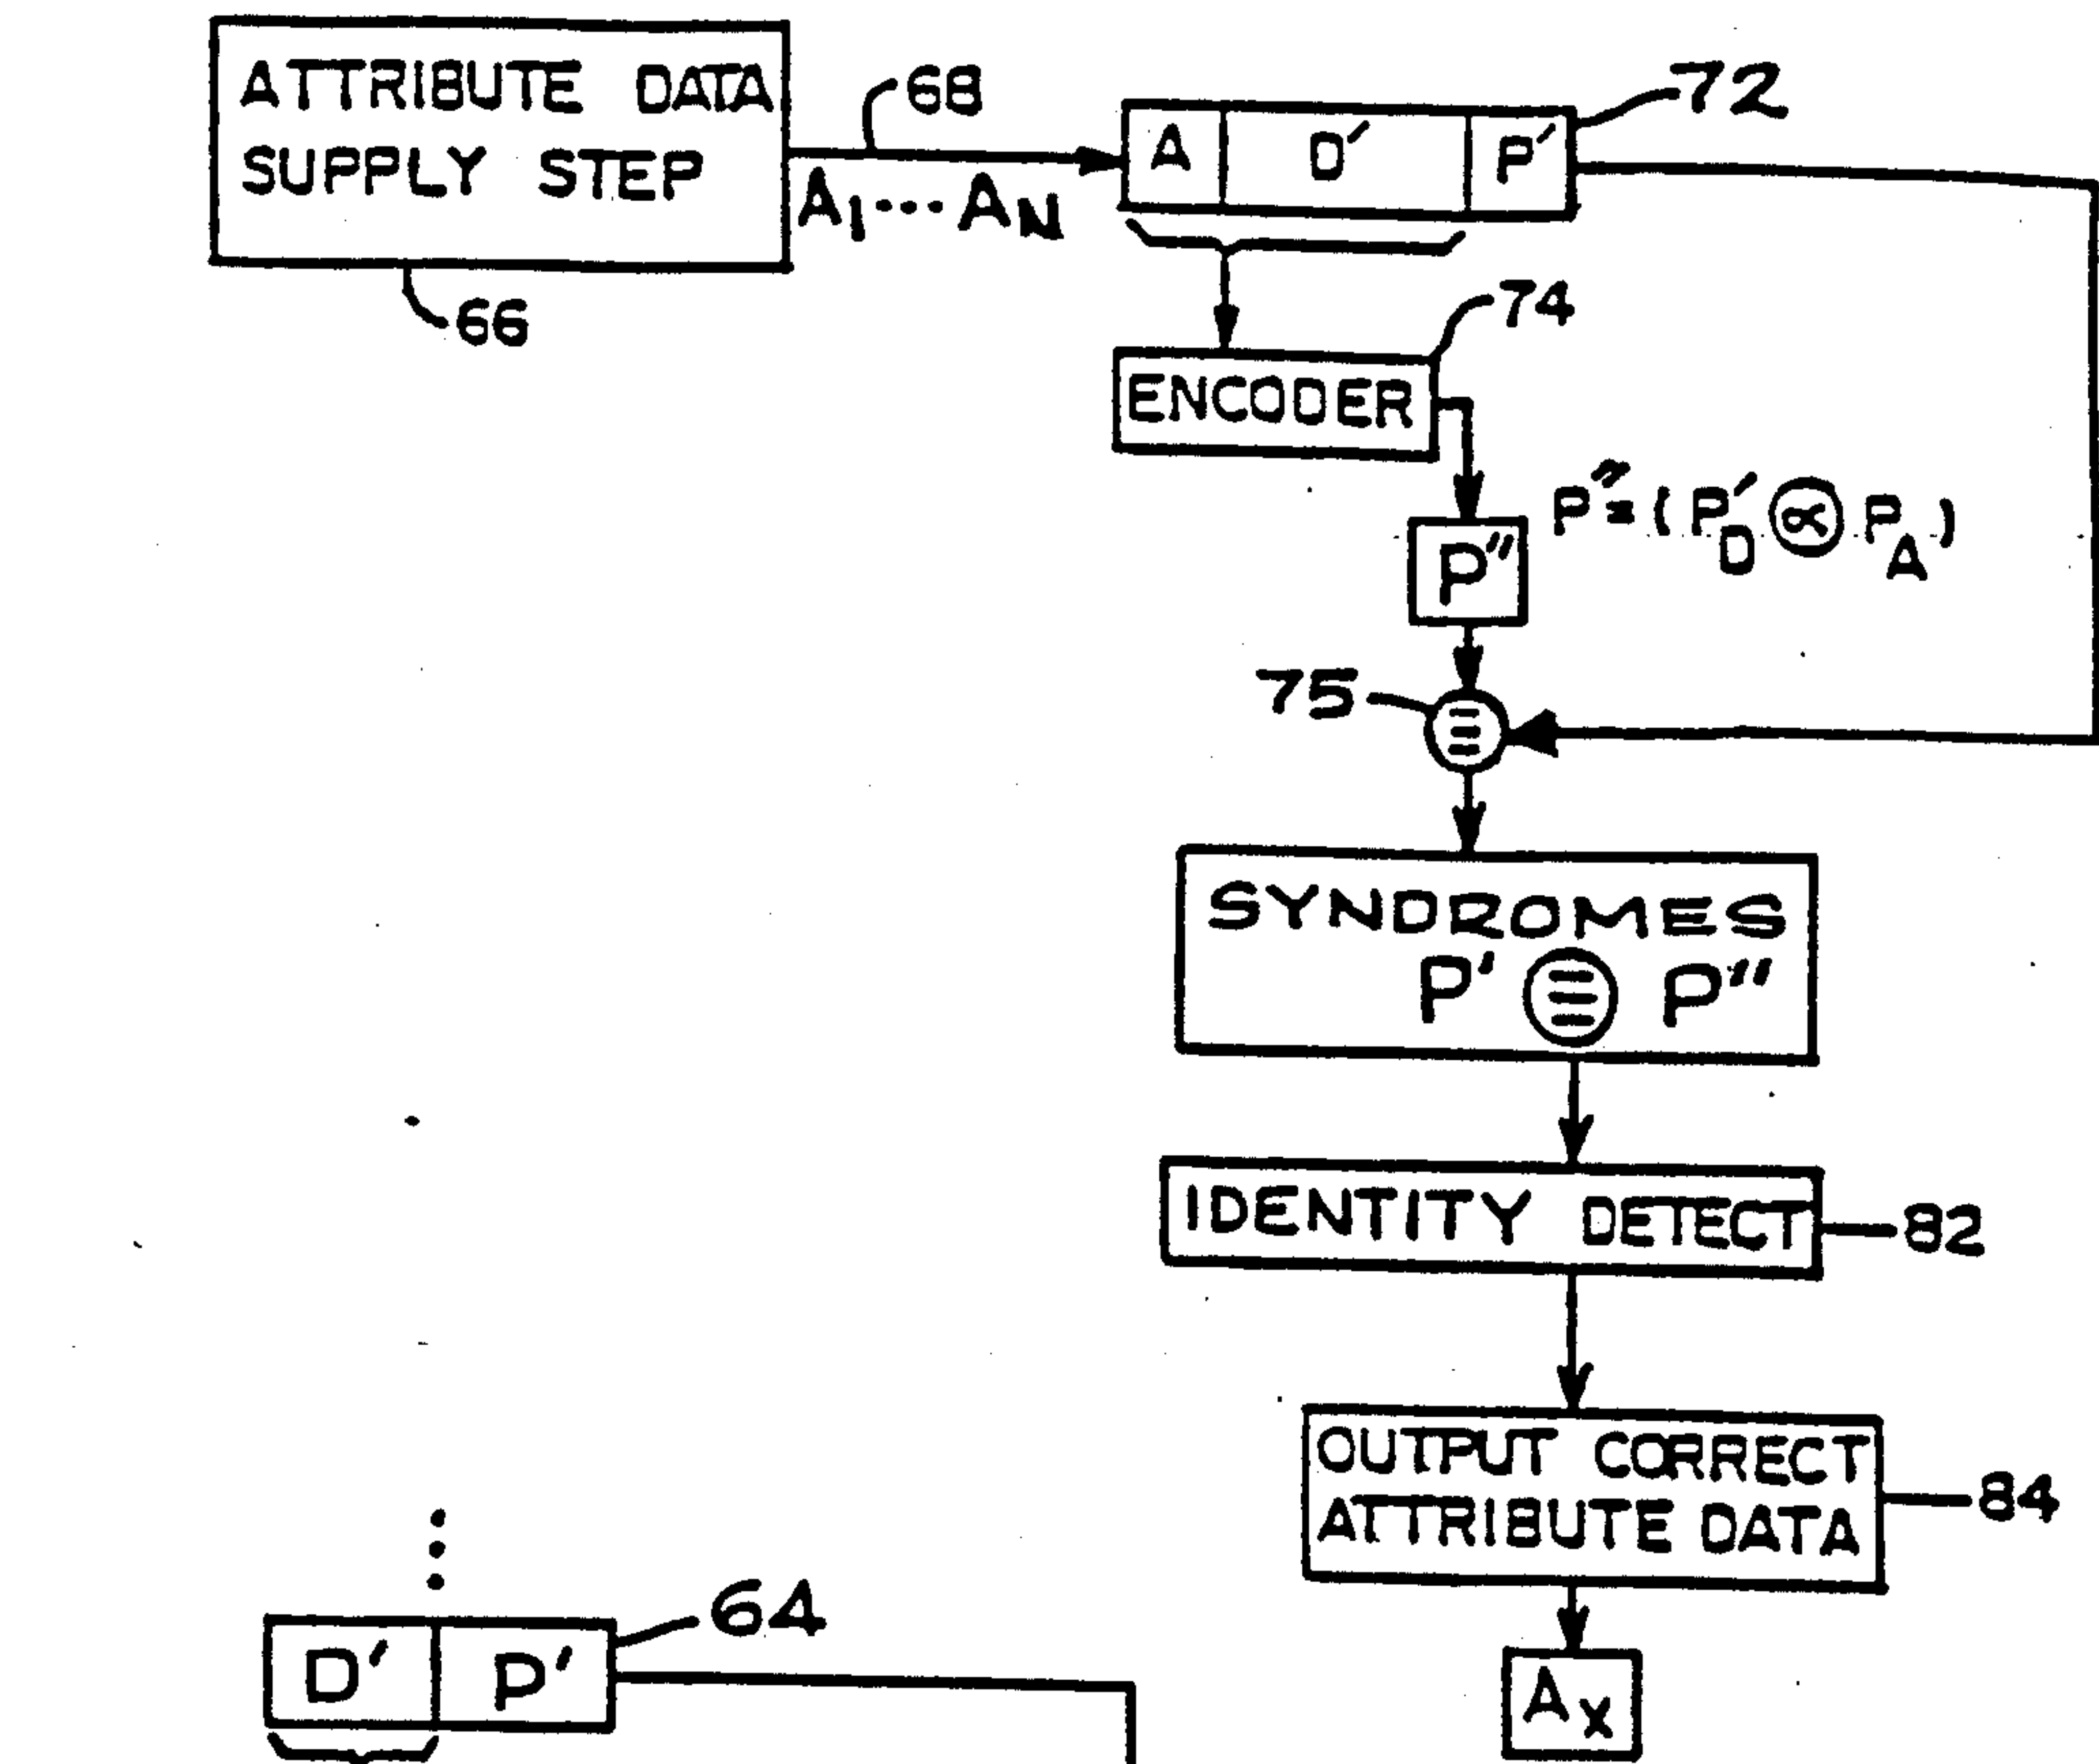 ATTRIBUTE DATA
SUPPLY STEP
66
68
A1...AN
A D' P'
72
74
ENCODER
P''=(P'D ∝ PA)
P''
75
≡
SYNDROMES
P' ≡ P''
IDENTITY DETECT
82
OUTPUT CORRECT
ATTRIBUTE DATA
84
AX
D' P'
64